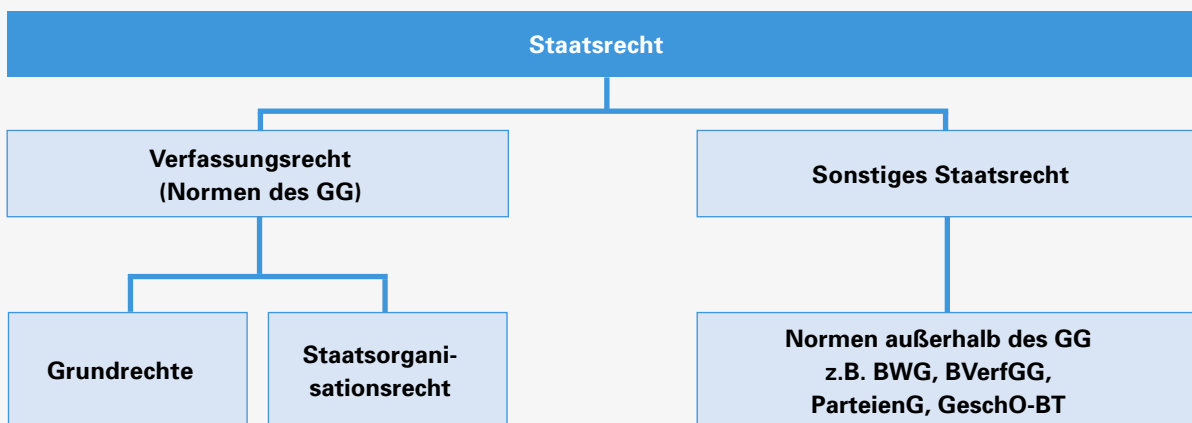 Staatsrecht
Verfassungsrecht
(Normen des GG)
Sonstiges Staatsrecht
Grundrechte
Staatsorgani-
sationsrecht
Normen außerhalb des GG
z.B. BWG, BVerfGG,
ParteienG, GeschO-BT